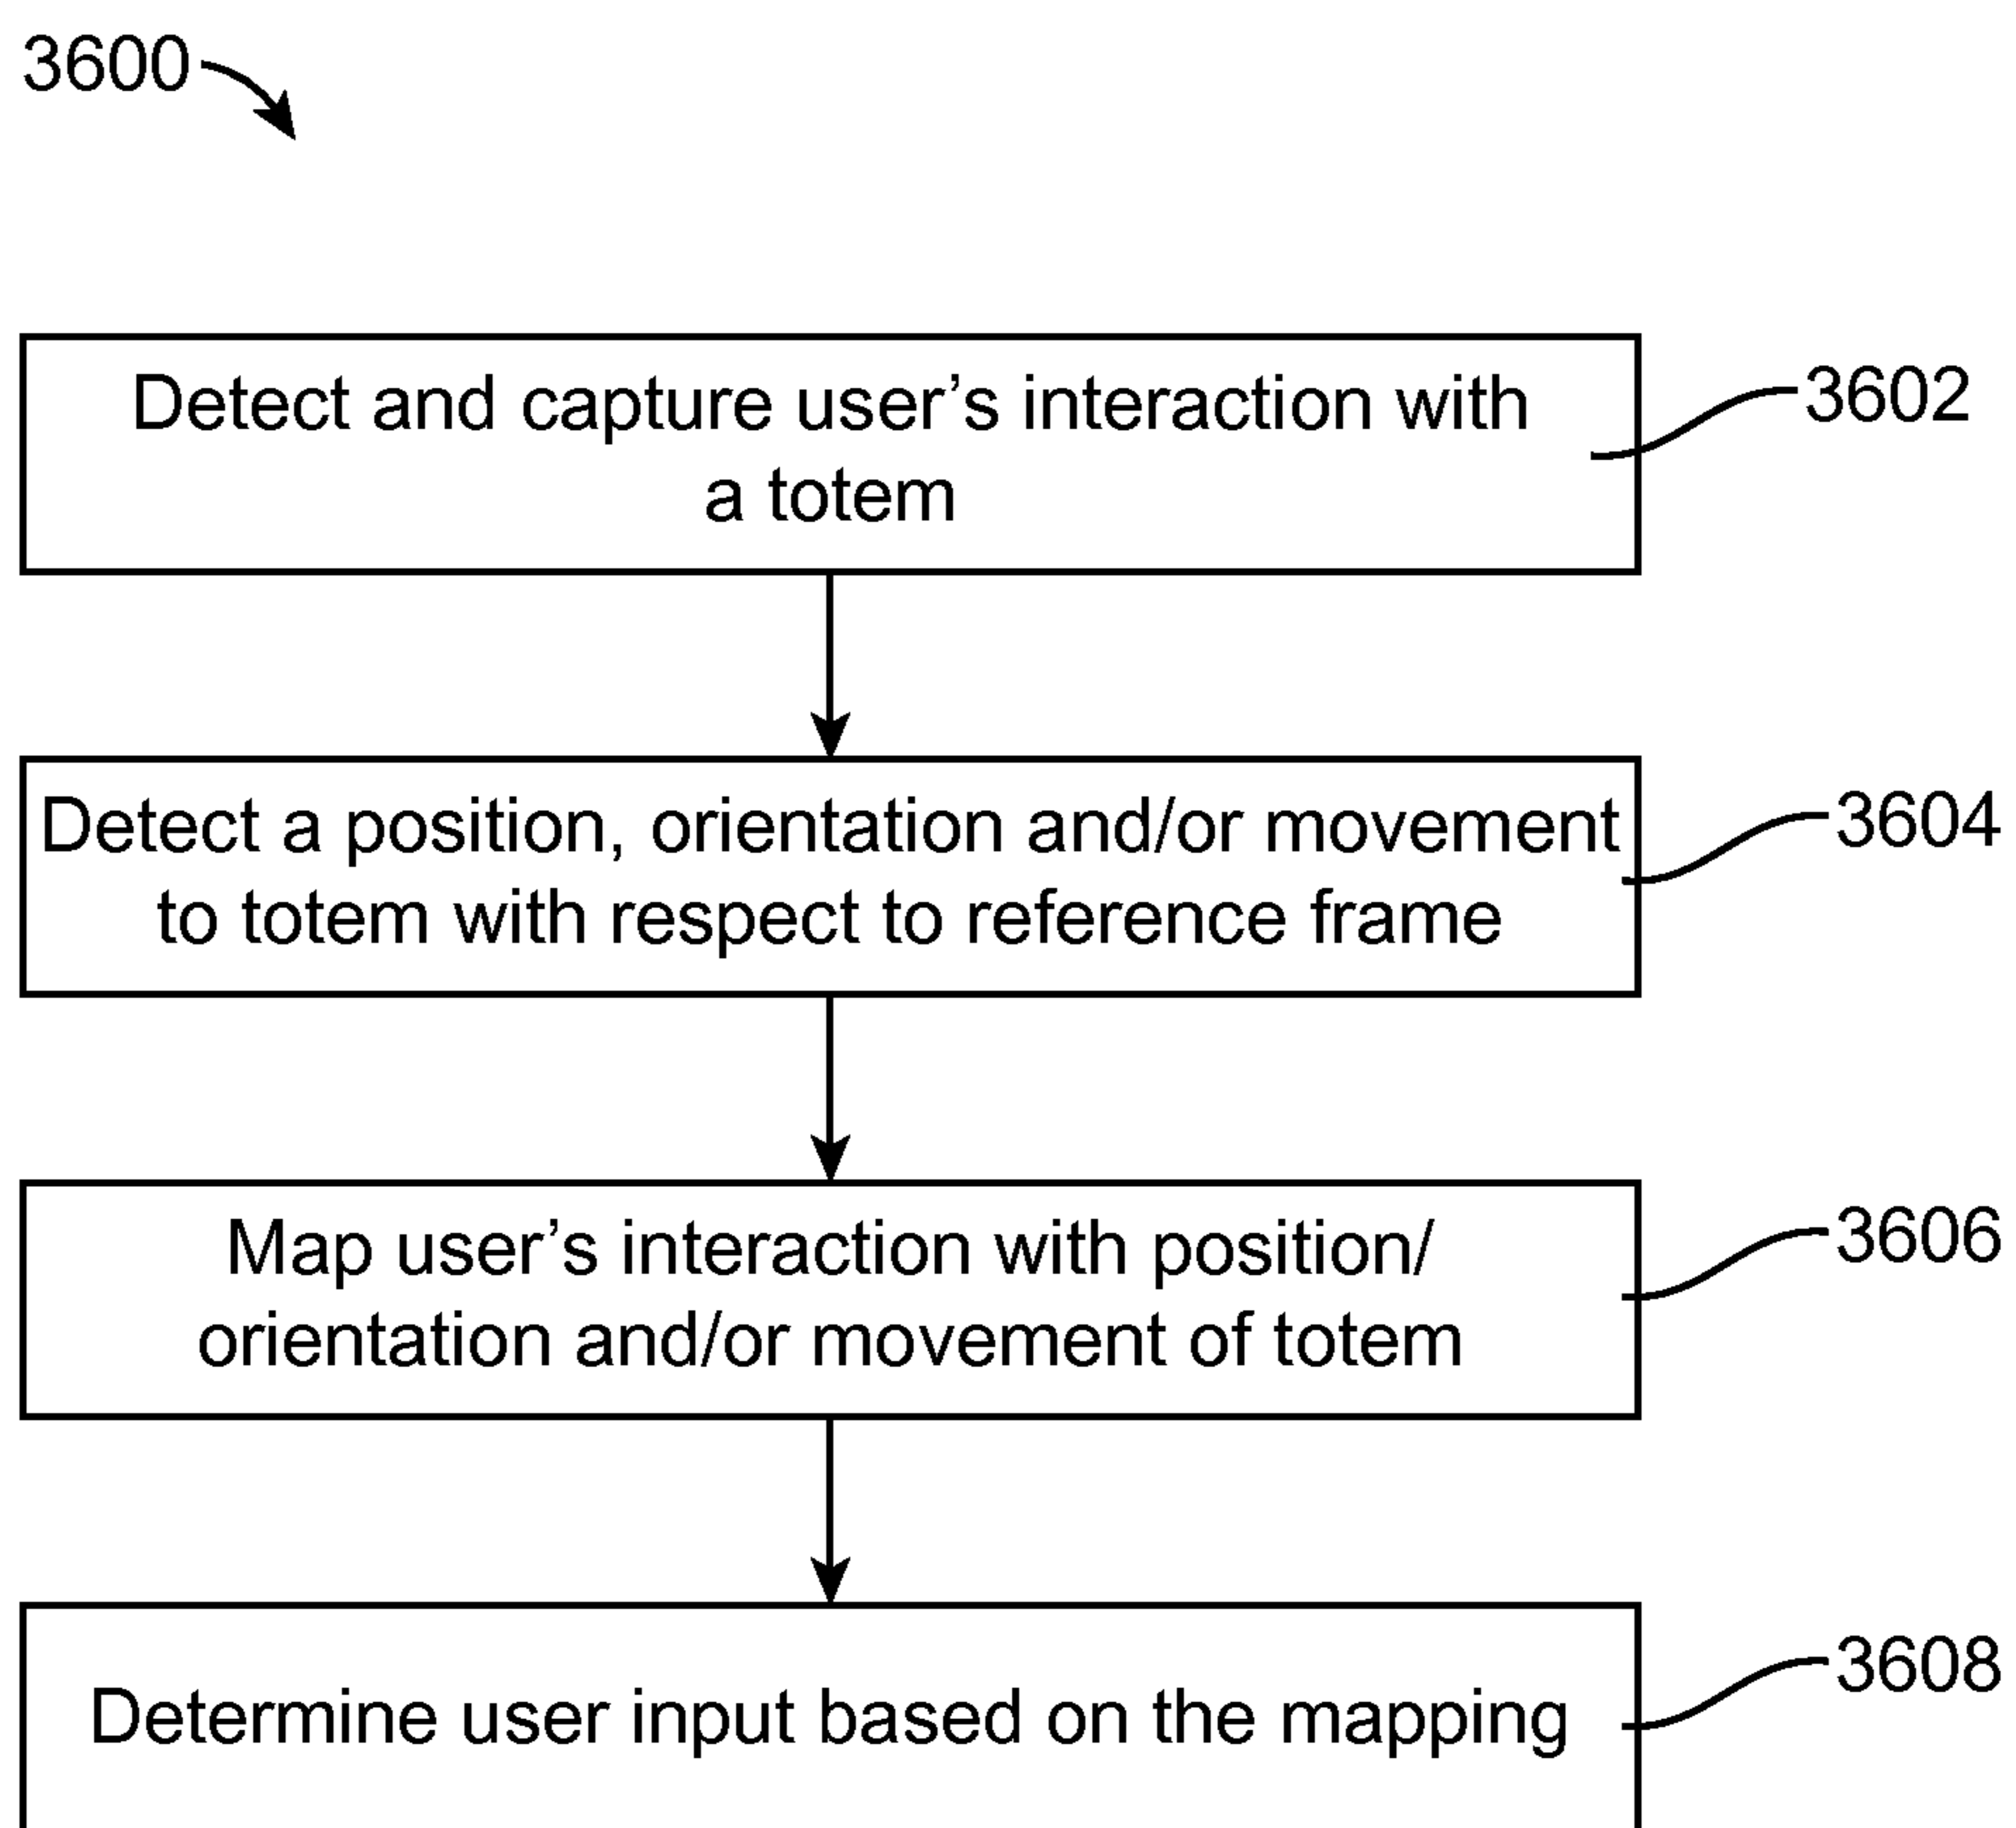 3600
Detect and capture user’s interaction with
a totem
3602
Detect a position, orientation and/or movement
to totem with respect to reference frame
3604
Map user’s interaction with position/
orientation and/or movement of totem
3606
Determine user input based on the mapping
3608